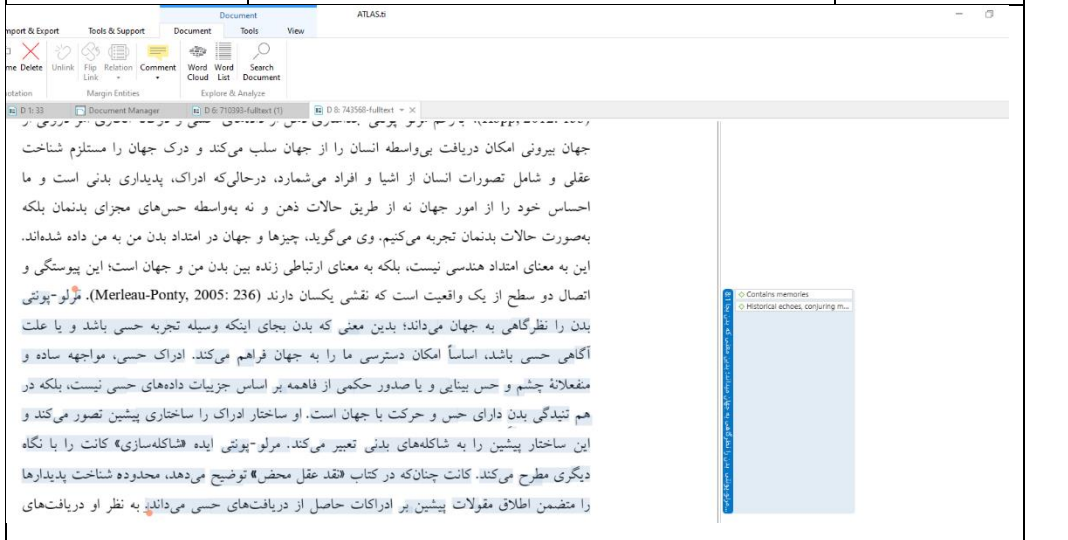 Document
ATLAS.ti
mport & Export Tools & Support Document Tools View
me Delete Unlink Flip Link Relation Comment Word Cloud Word List Search Document
otation Margin Entities Explore & Analyze
D 1: 33 Document Manager D 6: 710393-fulltext (1) D 8: 743568-fulltext
جهان بیرونی امکان دریافت بی‌واسطه انسان را از جهان سلب می‌کند و درک جهان را مستلزم شناخت
عقلی و شامل تصورات انسان از اشیا و افراد می‌شمارد، درحالی‌که ادراک، پدیداری بدنی است و ما
احساس خود را از امور جهان نه از طریق حالات ذهن و نه به‌واسطه حس‌های مجزای بدنمان بلکه
به‌صورت حالات بدنمان تجربه می‌کنیم. وی می‌گوید، چیزها و جهان در امتداد بدن من به من داده شده‌اند.
این به معنای امتداد هندسی نیست، بلکه به معنای ارتباطی زنده بین بدن من و جهان است؛ این پیوستگی و
اتصال دو سطح از یک واقعیت است که نقشی یکسان دارند (Merleau-Ponty, 2005: 236). مرلو-پونتی
بدن را نظرگاهی به جهان می‌داند؛ بدین معنی که بدن بجای اینکه وسیله تجربه حسی باشد و یا علت
آگاهی حسی باشد، اساساً امکان دسترسی ما را به جهان فراهم می‌کند. ادراک حسی، مواجهه ساده و
منفعلانهٔ چشم و حس بینایی و یا صدور حکمی از فاهمه بر اساس جزییات داده‌های حسی نیست، بلکه در
هم تنیدگی بدن دارای حس و حرکت با جهان است. او ساختار ادراک را ساختاری پیشین تصور می‌کند و
این ساختار پیشین را به شاکله‌های بدنی تعبیر می‌کند. مرلو-پونتی ایده «شاکله‌سازی» کانت را با نگاه
دیگری مطرح می‌کند. کانت چنان‌که در کتاب «نقد عقل محض» توضیح می‌دهد، محدوده شناخت پدیدارها
را متضمن اطلاق مقولات پیشین بر ادراکات حاصل از دریافت‌های حسی می‌داند. به نظر او دریافت‌های
Contains memories
Historical echoes, conjuring m...